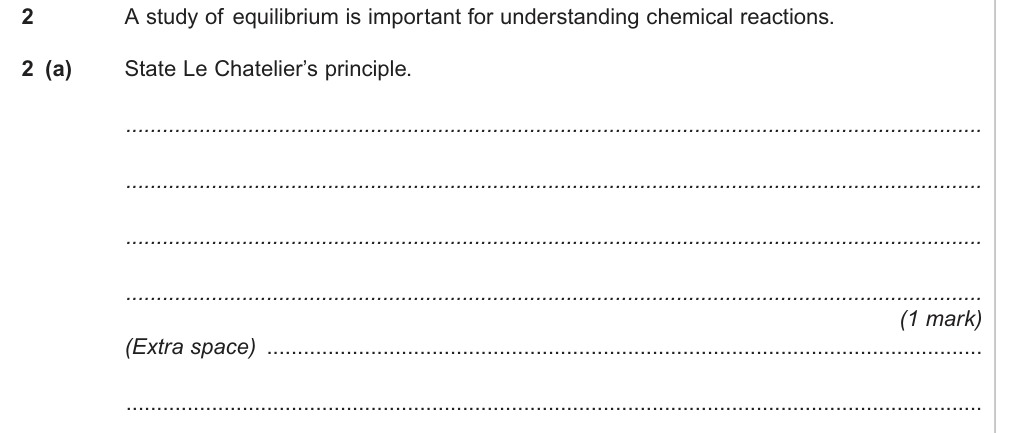 2 A study of equilibrium is important for understanding chemical reactions.
2 (a) State Le Chatelier's principle.
(1 mark)
(Extra space)